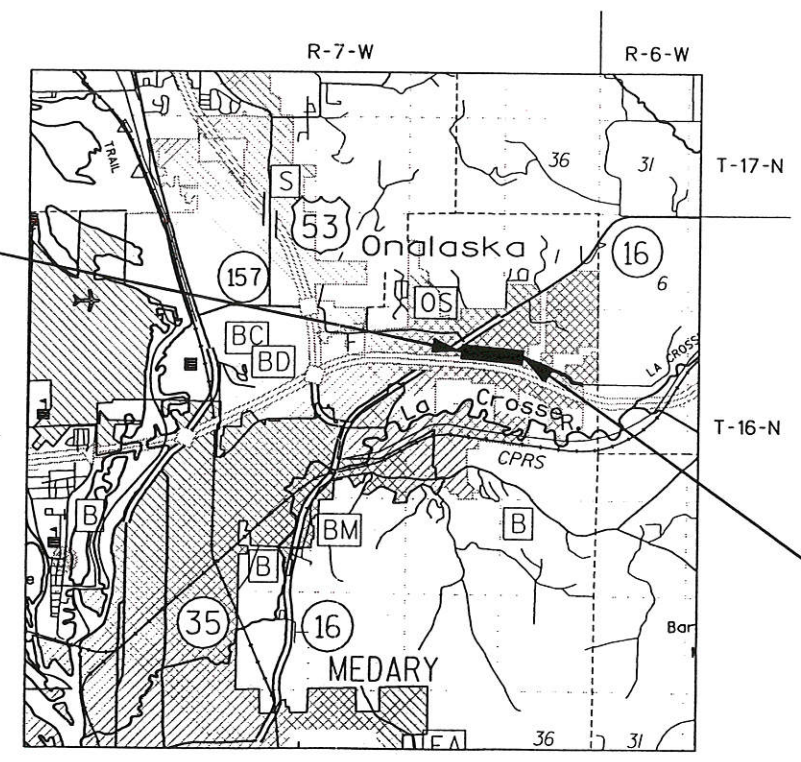 R-7-W
R-6-W
TRAIL
36
31
T-17-N
S
53
Onalaska
16
157
6
OS
BC
BD
LA CROSS
La Crosse R.
T-16-N
CPRS
B
BM
B
B
35
16
Bar
MEDARY
36
31